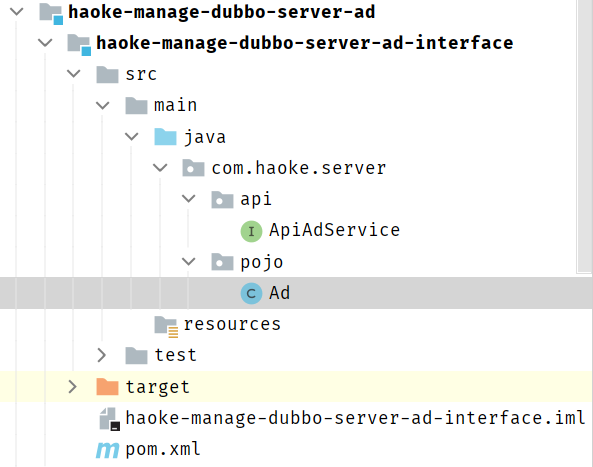 haoke-manage-dubbo-server-ad
haoke-manage-dubbo-server-ad-interface
src
main
java
com.haoke.server
api
I ApiAdService
pojo
C Ad
resources
test
target
haoke-manage-dubbo-server-ad-interface.iml
m pom.xml